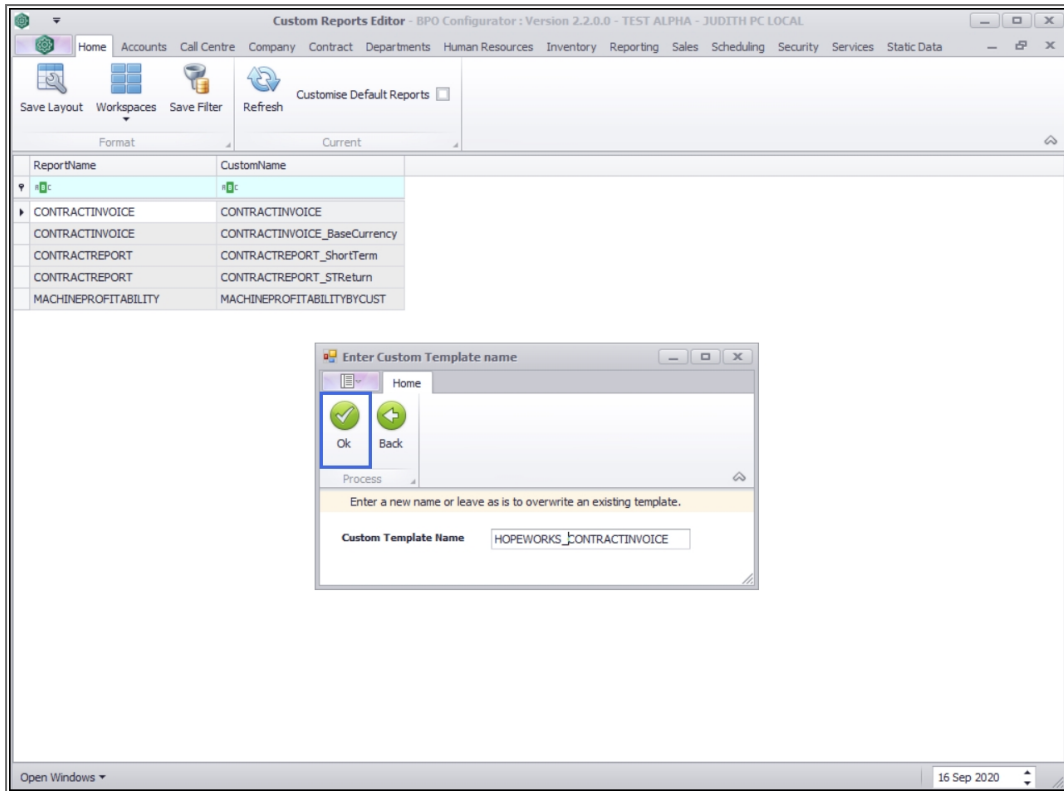 Custom Reports Editor - BPO Configurator : Version 2.2.0.0 - TEST ALPHA - JUDITH PC LOCAL
Home Accounts Call Centre Company Contract Departments Human Resources Inventory Reporting Sales Scheduling Security Services Static Data
Save Layout Workspaces Save Filter Refresh Customise Default Reports
Format Current
ReportName CustomName
CONTRACTINVOICE CONTRACTINVOICE
CONTRACTINVOICE CONTRACTINVOICE_BaseCurrency
CONTRACTREPORT CONTRACTREPORT_ShortTerm
CONTRACTREPORT CONTRACTREPORT_STReturn
MACHINEPROFITABILITY MACHINEPROFITABILITYBYCUST
Enter Custom Template name
Home
Ok Back
Process
Enter a new name or leave as is to overwrite an existing template.
Custom Template Name HOPEWORKS_CONTRACTINVOICE
Open Windows 16 Sep 2020